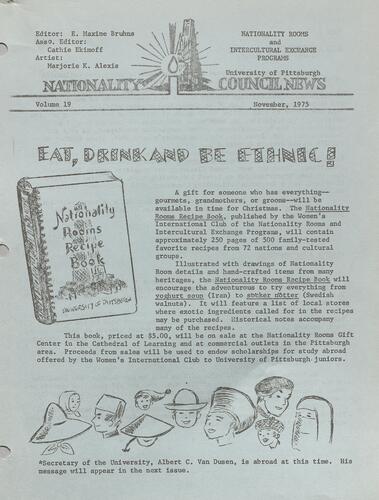 Editor: E. Maxine Bruhns
Asso. Editor:
Cathie Ekimoff
Artist:
Marjorie K. Alexis
NATIONALITY ROOMS
and
INTERCULTURAL EXCHANGE
PROGRAMS
University of Pittsburgh
NATIONALITY COUNCIL NEWS
Volume 19 November, 1975
EAT, DRINK AND BE ETHNIC!
Nationality
Rooms
Recipe
Book
UNIVERSITY OF PITTSBURGH
A gift for someone who has everything--
gourmets, grandmothers, or grooms--will be
available in time for Christmas. The Nationality
Rooms Recipe Book, published by the Women's
International Club of the Nationality Rooms and
Intercultural Exchange Programs, will contain
approximately 250 pages of 500 family-tested
favorite recipes from 72 nations and cultural
groups.
Illustrated with drawings of Nationality
Room details and hand-crafted items from many
heritages, the Nationality Rooms Recipe Book will
encourage the adventurous to try everything from
yoghurt soup (Iran) to socker nötter (Swedish
walnuts). It will feature a list of local stores
where exotic ingredients called for in the recipes
may be purchased. Historical notes accompany
many of the recipes.
This book, priced at $5.00, will be on sale at the Nationality Rooms Gift
Center in the Cathedral of Learning and at commercial outlets in the Pittsburgh
area. Proceeds from sales will be used to endow scholarships for study abroad
offered by the Women's International Club to University of Pittsburgh juniors.
*Secretary of the University, Albert C. Van Dusen, is abroad at this time. His
message will appear in the next issue.